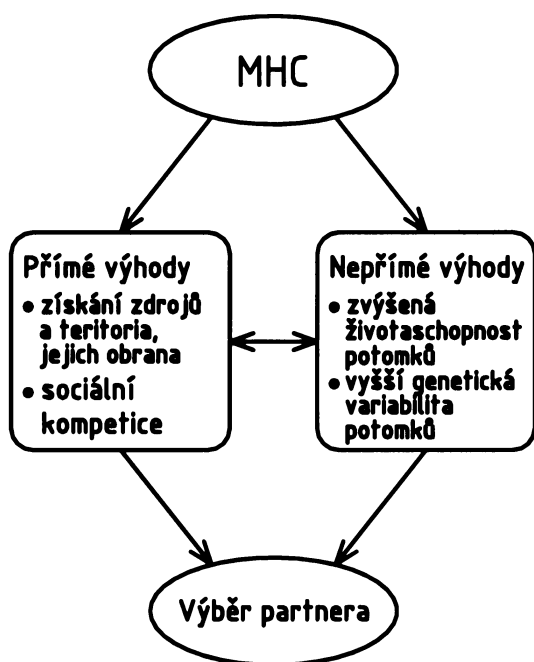 MHC
Přímé výhody
• získání zdrojů
a teritoria,
jejich obrana
• sociální
kompetice
Nepřímé výhody
• zvýšená
životaschopnost
potomků
• vyšší genetická
variabilita
potomků
Výběr partnera